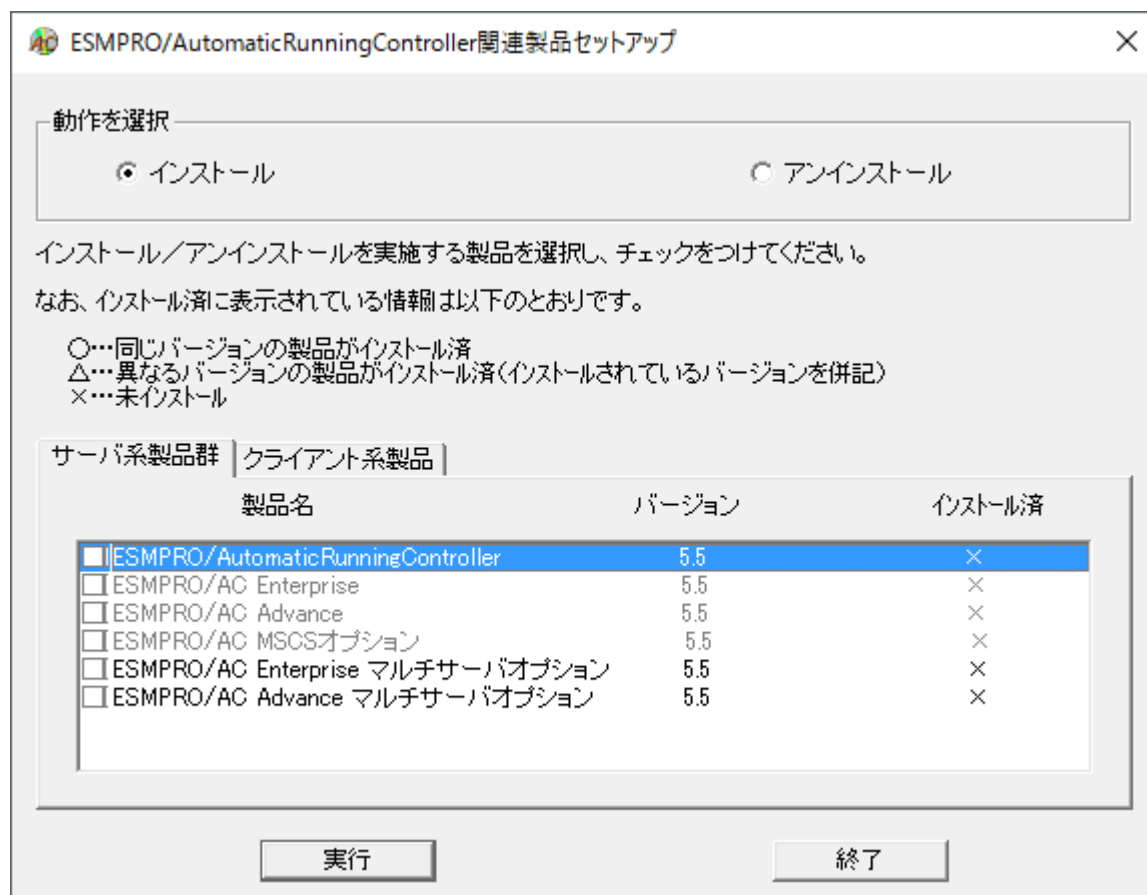 ESMPRO/AutomaticRunningController関連製品セットアップ
動作を選択
インストール アンインストール
インストール／アンインストールを実施する製品を選択し、チェックをつけてください。
なお、インストール済に表示されている情報は以下のとおりです。
○…同じバージョンの製品がインストール済
△…異なるバージョンの製品がインストール済(インストールされているバージョンを併記)
×…未インストール
サーバ系製品群 クライアント系製品
製品名 バージョン インストール済
ESMPRO/AutomaticRunningController 5.5 ×
ESMPRO/AC Enterprise 5.5 ×
ESMPRO/AC Advance 5.5 ×
ESMPRO/AC MSCSオプション 5.5 ×
ESMPRO/AC Enterprise マルチサーバオプション 5.5 ×
ESMPRO/AC Advance マルチサーバオプション 5.5 ×
実行 終了